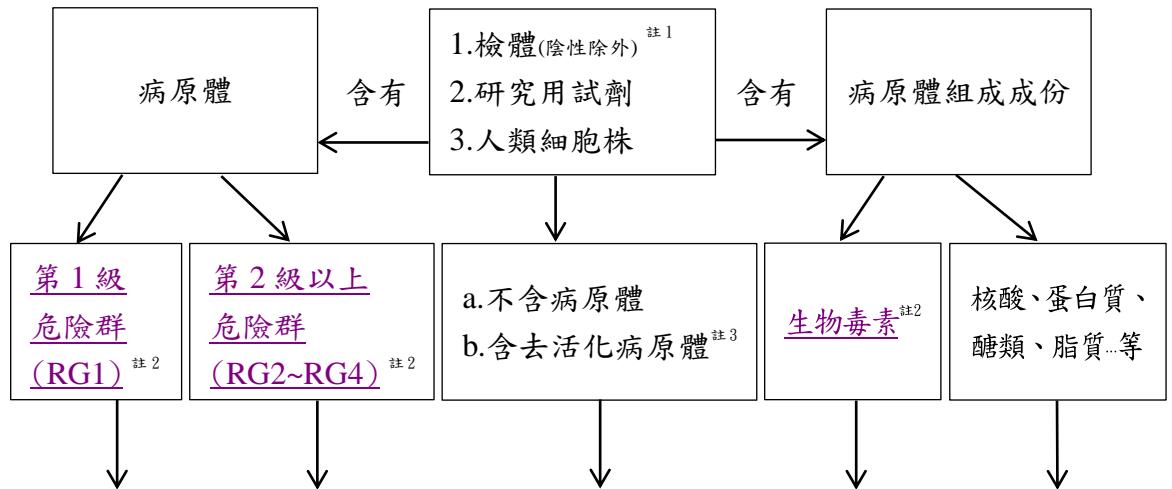 病原體
含有
1.檢體(陰性除外) 註1
2.研究用試劑
3.人類細胞株
含有
病原體組成成份
第1級
危險群
(RG1) 註2
第2級以上
危險群
(RG2~RG4) 註2
a.不含病原體
b.含去活化病原體 註3
生物毒素 註2
核酸、蛋白質、
醣類、脂質…等